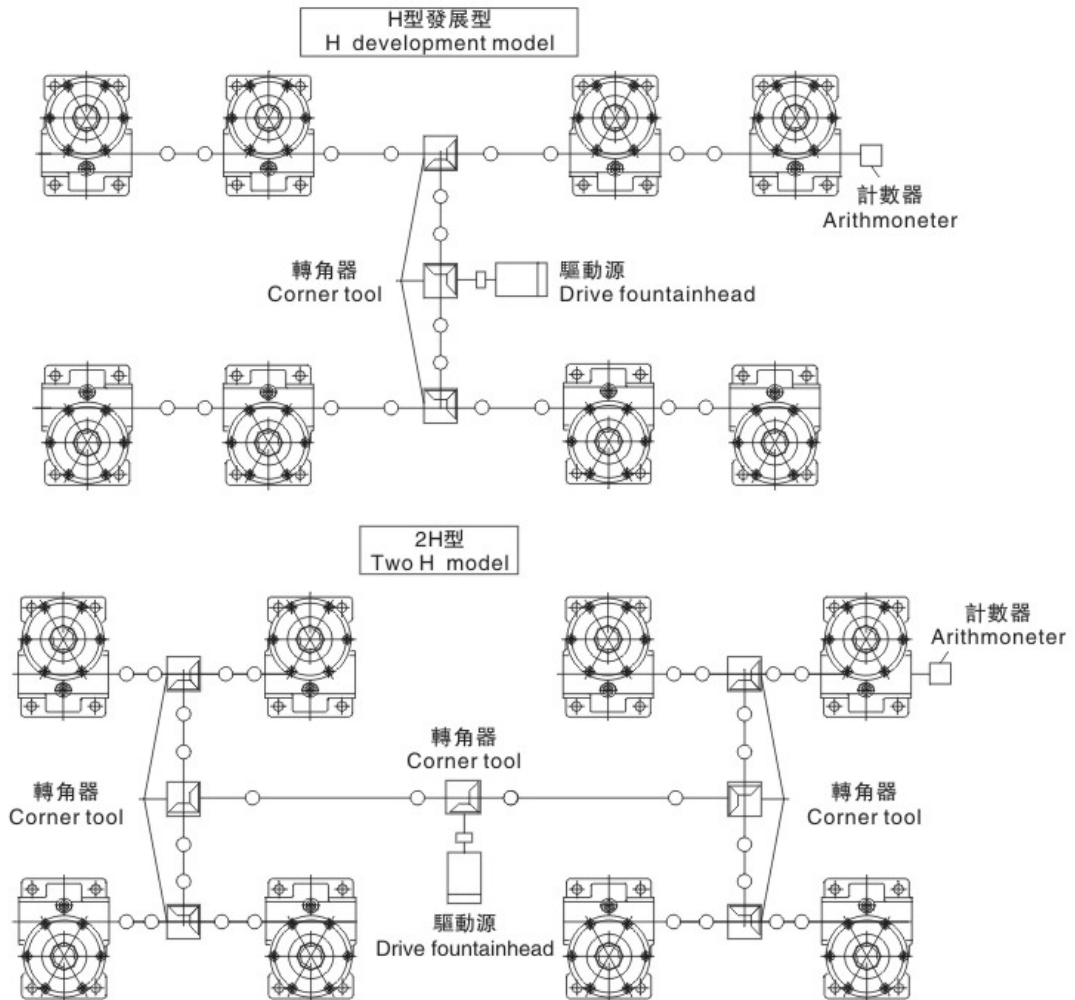 H型發展型
H development model
計數器
Arithmoneter
轉角器
Corner tool
驅動源
Drive fountainhead
2H型
Two H model
計數器
Arithmoneter
轉角器
Corner tool
轉角器
Corner tool
轉角器
Corner tool
驅動源
Drive fountainhead